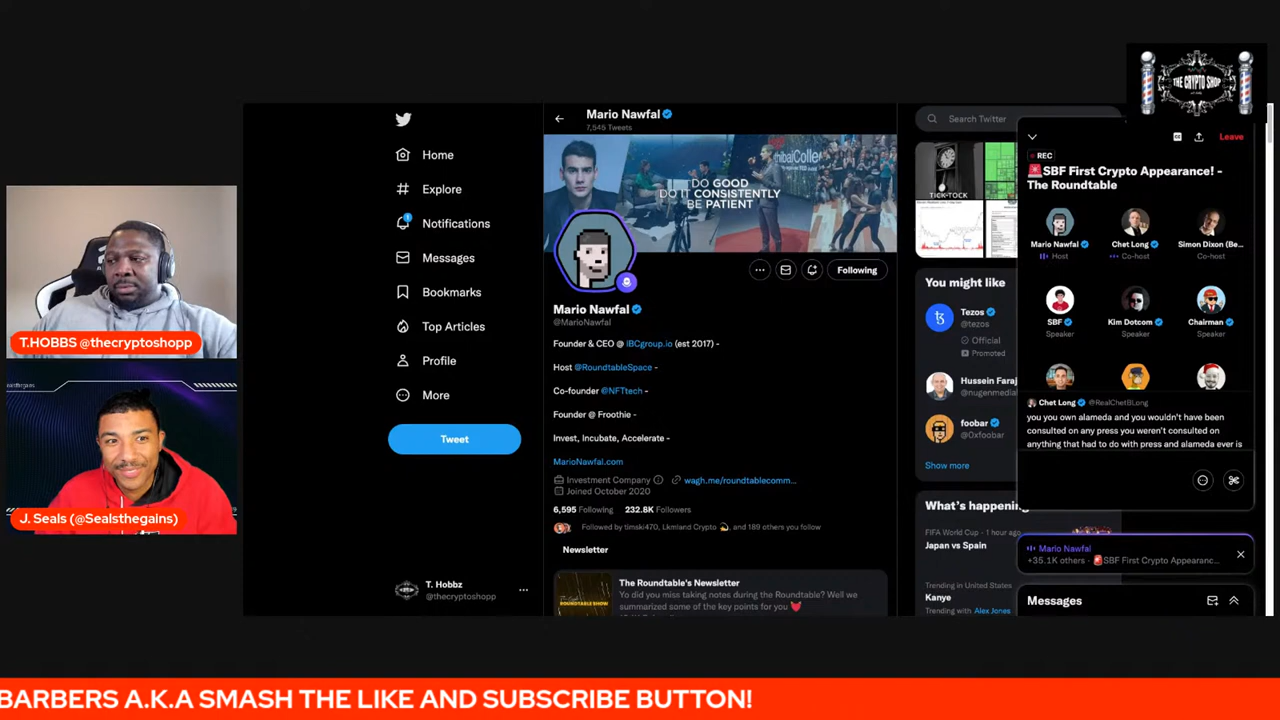 THE CRYPTO SHOP
T.HOBBS @thecryptoshopp
J. Seals (@Sealsthegains)
Home
Explore
1
Notifications
Messages
Bookmarks
Top Articles
Profile
More
Tweet
T. Hobbz
@thecryptoshopp
Mario Nawfal
7,545 Tweets
DO GOOD
DO IT CONSISTENTLY
BE PATIENT
Following
Mario Nawfal
@MarioNawfal
Founder & CEO @ IBCgroup.io (est 2017) -
Host @RoundtableSpace -
Co-founder @NFTtech -
Founder @ Froothie -
Invest, Incubate, Accelerate -
MarioNawfal.com
Investment Company wagh.me/roundtablecomm...
Joined October 2020
6,595 Following 232.8K Followers
Followed by timski470, Lkmland Crypto, and 189 others you follow
Newsletter
ROUNDTABLE SHOW
The Roundtable's Newsletter
Yo did you miss taking notes during the Roundtable? Well we
summarized some of the key points for you
Search Twitter
TICK-TOCK
You might like
Tezos
@tezos
Official
Promoted
Hussein Faraj
@nugenmedia
foobar
@0xfoobar
Show more
What's happening
FIFA World Cup · 1 hour ago
Japan vs Spain
Trending in United States
Kanye
Trending with Alex Jones
Leave
REC
SBF First Crypto Appearance! -
The Roundtable
Mario Nawfal
Host
Chet Long
Co-host
Simon Dixon (Be...
Co-host
SBF
Speaker
Kim Dotcom
Speaker
Chairman
Speaker
Chet Long @RealChetBLong
you you own alameda and you wouldn't have been
consulted on any press you weren't consulted on
anything that had to do with press and alameda ever is
Mario Nawfal
+35.1K others · SBF First Crypto Appearanc...
Messages
BARBERS A.K.A SMASH THE LIKE AND SUBSCRIBE BUTTON!